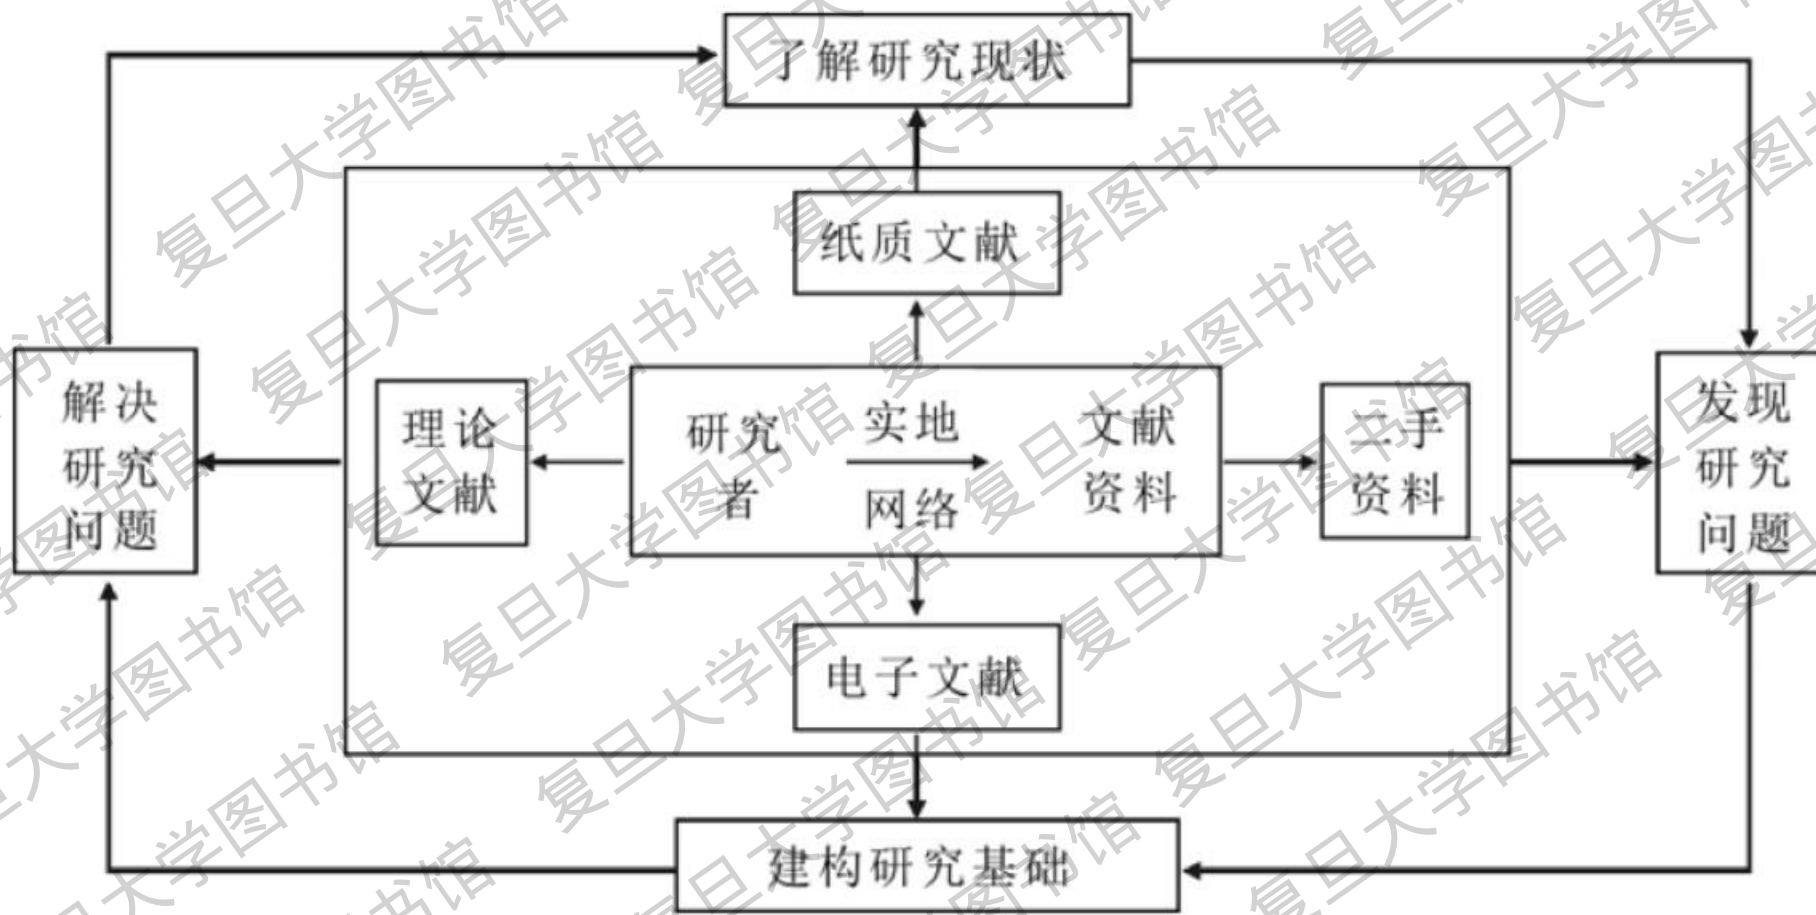 了解研究现状
纸质文献
解决
研究
问题
理论
文献
研究
者
实地
网络
文献
资料
二手
资料
发现
研究
问题
电子文献
建构研究基础
复旦大学图书馆